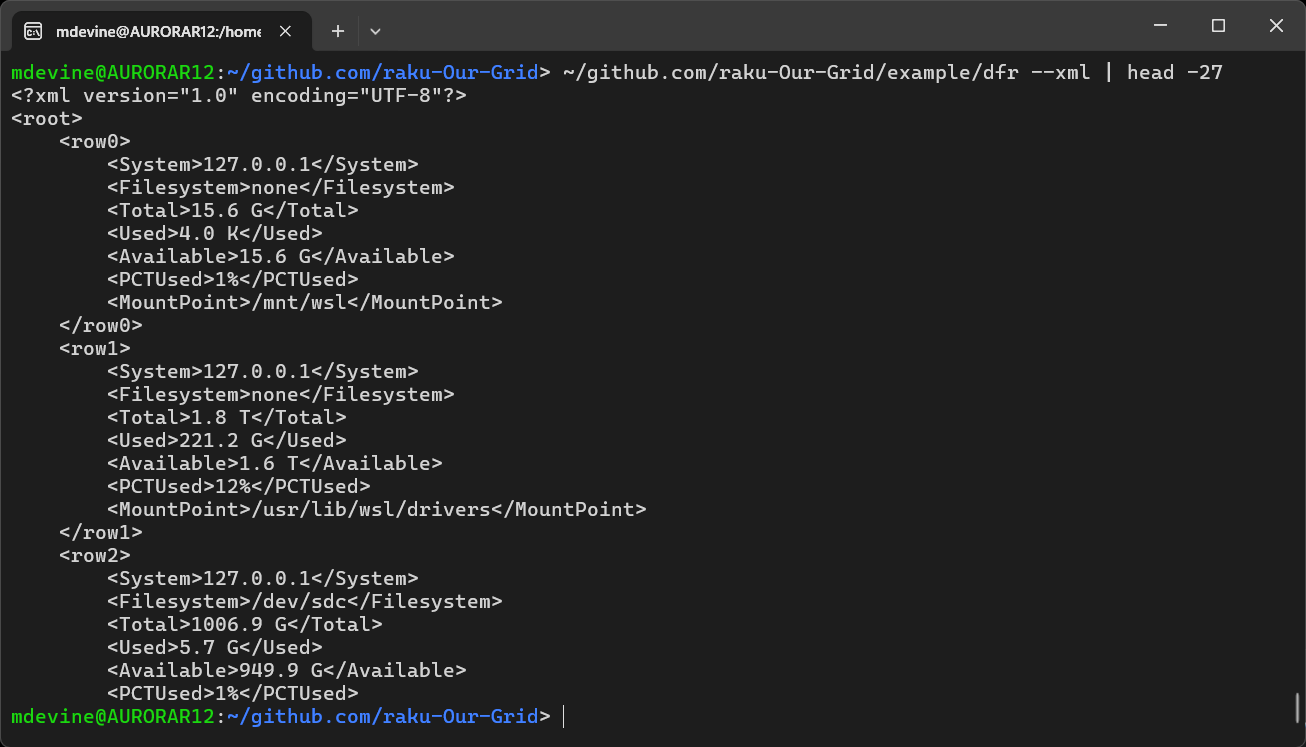 mdevine@AURORAR12:/home
mdevine@AURORAR12:~/github.com/raku-Our-Grid> ~/github.com/raku-Our-Grid/example/dfr --xml | head -27
<?xml version="1.0" encoding="UTF-8"?>
<root>
    <row0>
        <System>127.0.0.1</System>
        <Filesystem>none</Filesystem>
        <Total>15.6 G</Total>
        <Used>4.0 K</Used>
        <Available>15.6 G</Available>
        <PCTUsed>1%</PCTUsed>
        <MountPoint>/mnt/wsl</MountPoint>
    </row0>
    <row1>
        <System>127.0.0.1</System>
        <Filesystem>none</Filesystem>
        <Total>1.8 T</Total>
        <Used>221.2 G</Used>
        <Available>1.6 T</Available>
        <PCTUsed>12%</PCTUsed>
        <MountPoint>/usr/lib/wsl/drivers</MountPoint>
    </row1>
    <row2>
        <System>127.0.0.1</System>
        <Filesystem>/dev/sdc</Filesystem>
        <Total>1006.9 G</Total>
        <Used>5.7 G</Used>
        <Available>949.9 G</Available>
        <PCTUsed>1%</PCTUsed>
mdevine@AURORAR12:~/github.com/raku-Our-Grid>